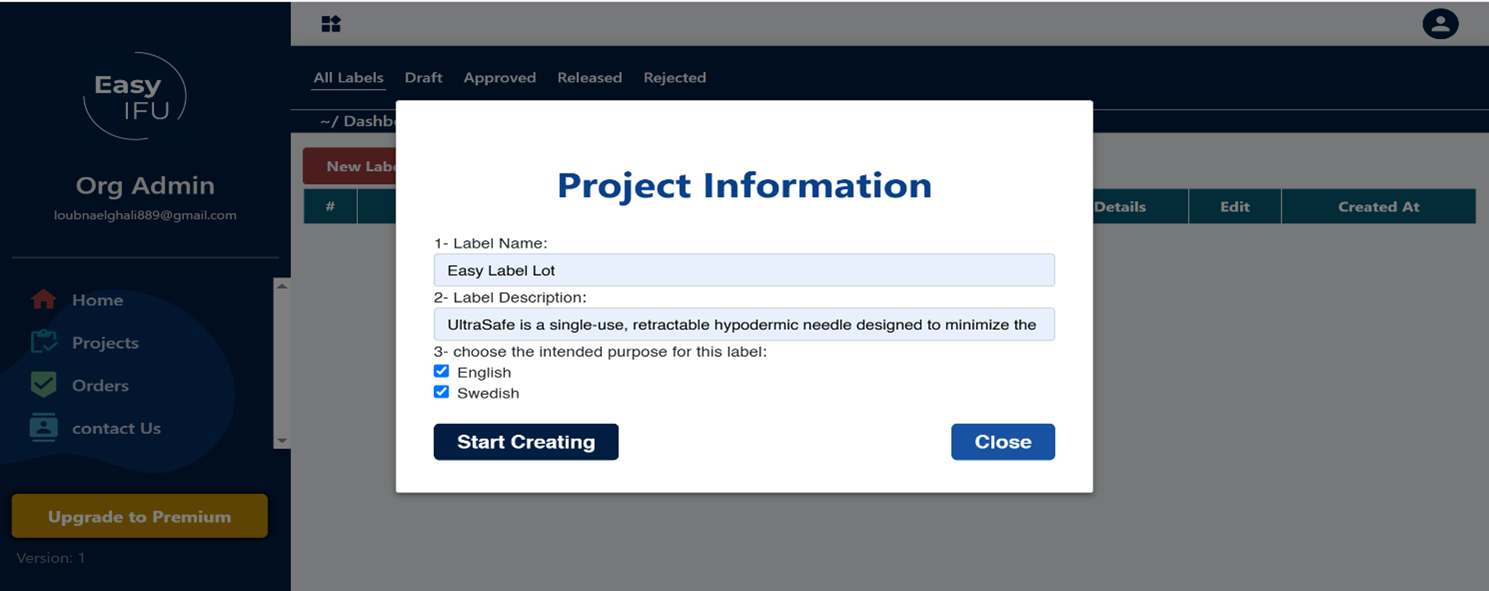 Easy
IFU
Org Admin
loubnaelghali889@gmail.com
Home
Projects
Orders
contact Us
Upgrade to Premium
Version: 1
All Labels Draft Approved Released Rejected
~/ Dashb
New Lab
# Details Edit Created At
Project Information
1- Label Name:
Easy Label Lot
2- Label Description:
UltraSafe is a single-use, retractable hypodermic needle designed to minimize the
3- choose the intended purpose for this label:
English
Swedish
Start Creating Close